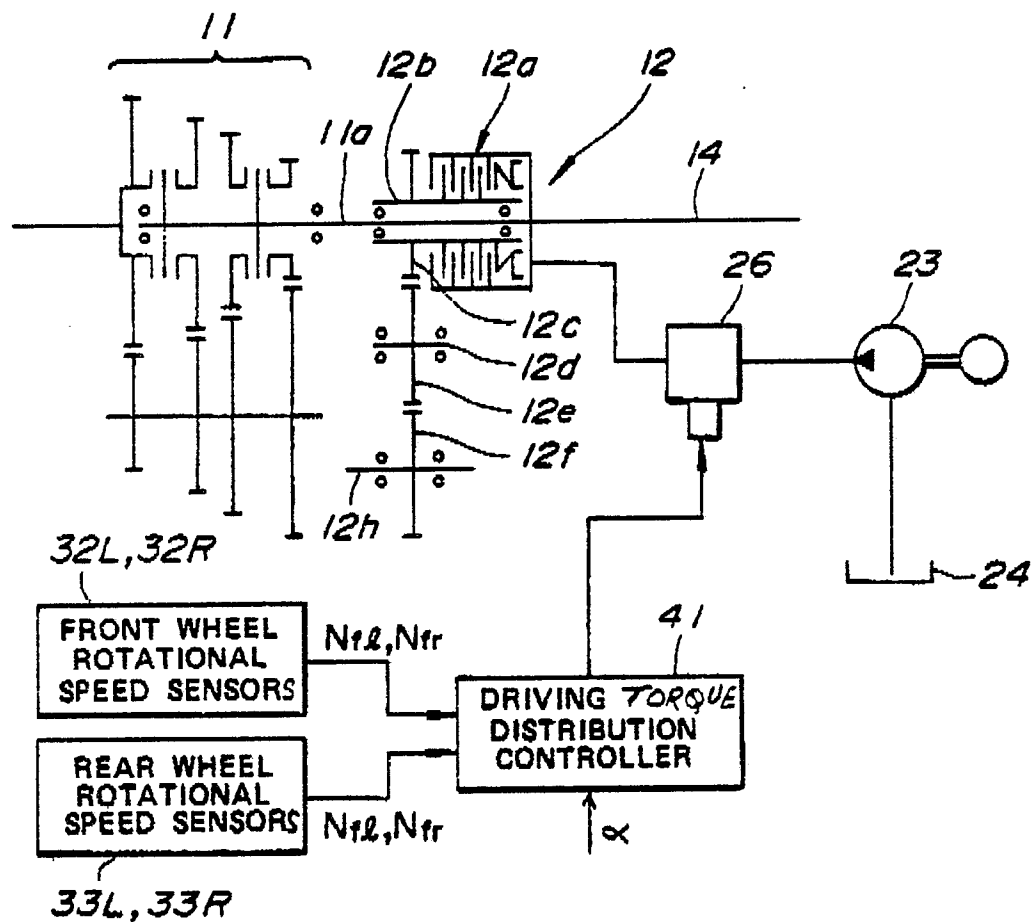 11
12b
12a
12
11a
14
26
23
12c
12d
12e
12f
12h
24
32L, 32R
FRONT WHEEL
ROTATIONAL
SPEED SENSORS
Nfl, Nfr
41
DRIVING TORQUE
DISTRIBUTION
CONTROLLER
REAR WHEEL
ROTATIONAL
SPEED SENSORS
Nfl, Nfr
α
33L, 33R